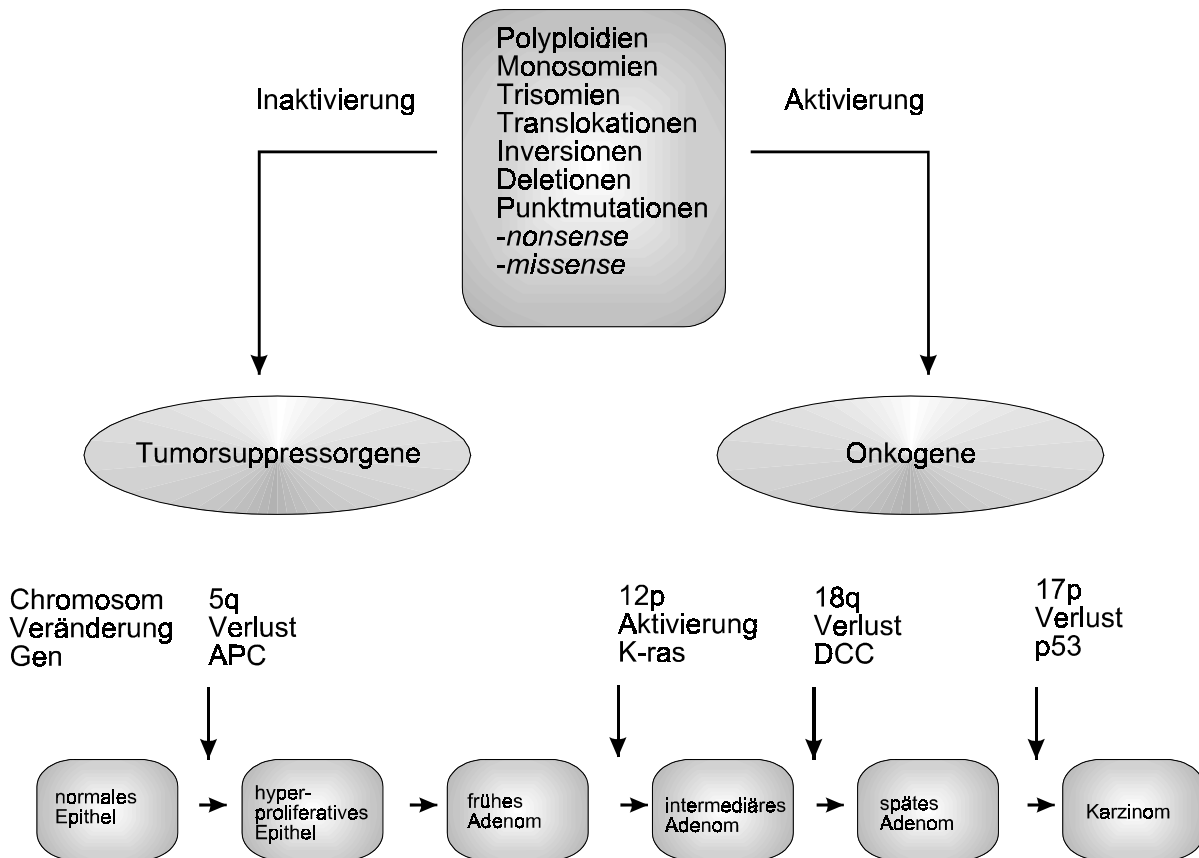 Polyploidien
Monosomien
Trisomien
Translokationen
Inversionen
Deletionen
Punktmutationen
-nonsense
-missense
Inaktivierung
Aktivierung
Tumorsuppressorgene
Onkogene
Chromosom
Veränderung
Gen
5q
Verlust
APC
12p
Aktivierung
K-ras
18q
Verlust
DCC
17p
Verlust
p53
normales
Epithel
hyper-
proliferatives
Epithel
frühes
Adenom
intermediäres
Adenom
spätes
Adenom
Karzinom